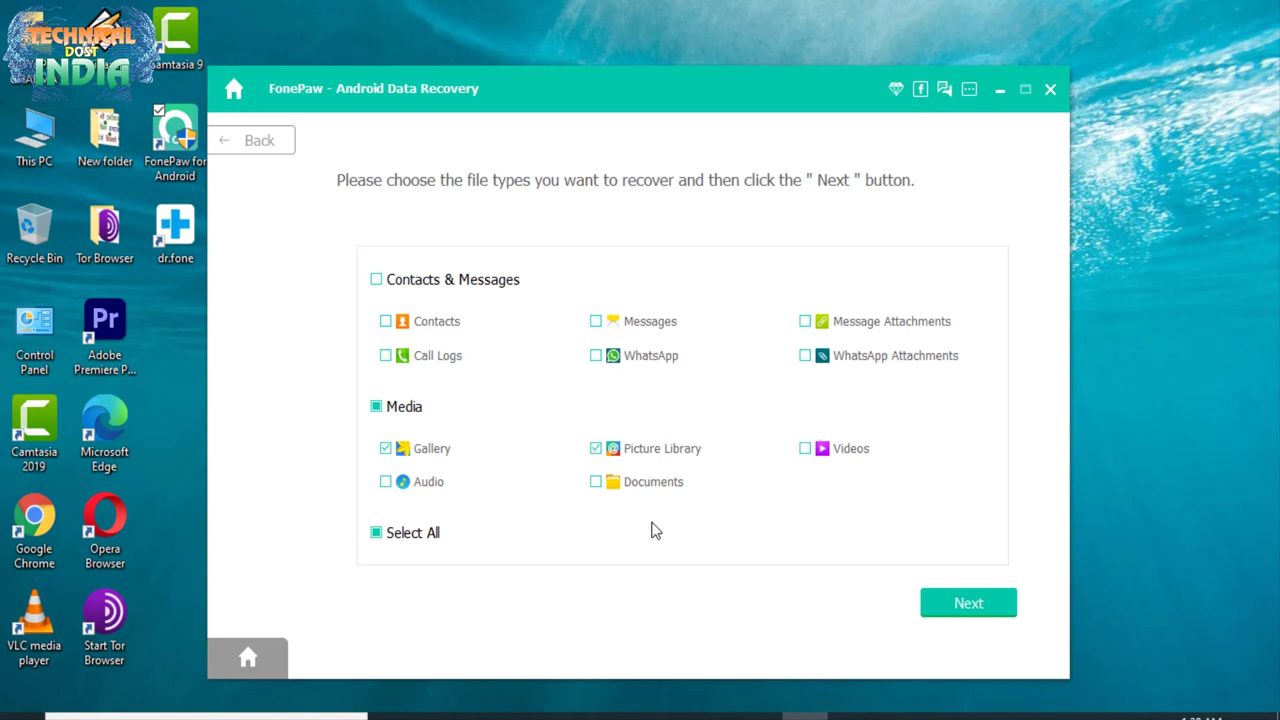 TECHNICAL
DOST
INDIA
amtasia 9
This PC
New folder
FonePaw for
Android
Recycle Bin
Tor Browser
dr.fone
Control
Panel
Adobe
Premiere P...
Camtasia
2019
Microsoft
Edge
Google
Chrome
Opera
Browser
VLC media
player
Start Tor
Browser
FonePaw - Android Data Recovery
Back
Please choose the file types you want to recover and then click the " Next " button.
Contacts & Messages
Contacts
Messages
Message Attachments
Call Logs
WhatsApp
WhatsApp Attachments
Media
Gallery
Picture Library
Videos
Audio
Documents
Select All
Next